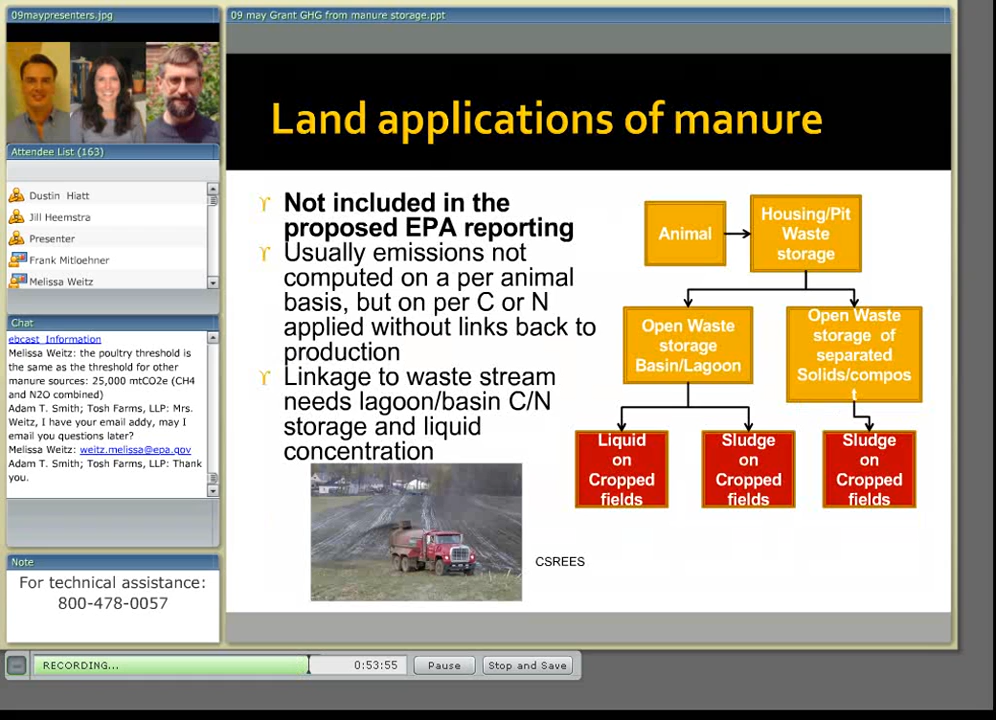 09maypresenters.jpg
09 may Grant GHG from manure storage.ppt
Attendee List (163)
Dustin Hiatt
Jill Heemstra
Presenter
Frank Mitloehner
Melissa Weitz
Chat
ebcast_Information
Melissa Weitz: the poultry threshold is
the same as the threshold for other
manure sources: 25,000 mtCO2e (CH4
and N2O combined)
Adam T. Smith; Tosh Farms, LLP: Mrs.
Weitz, I have your email addy, may I
email you questions later?
Melissa Weitz: weitz.melissa@epa.gov
Adam T. Smith; Tosh Farms, LLP: Thank
you.
Note
For technical assistance:
800-478-0057
Land applications of manure
Not included in the
proposed EPA reporting
Usually emissions not
computed on a per animal
basis, but on per C or N
applied without links back to
production
Linkage to waste stream
needs lagoon/basin C/N
storage and liquid
concentration
Animal
Housing/Pit
Waste
storage
Open Waste
storage
Basin/Lagoon
Open Waste
storage of
separated
Solids/compos
t
Liquid
on
Cropped
fields
Sludge
on
Cropped
fields
Sludge
on
Cropped
fields
CSREES
RECORDING...
0:53:55
Pause
Stop and Save